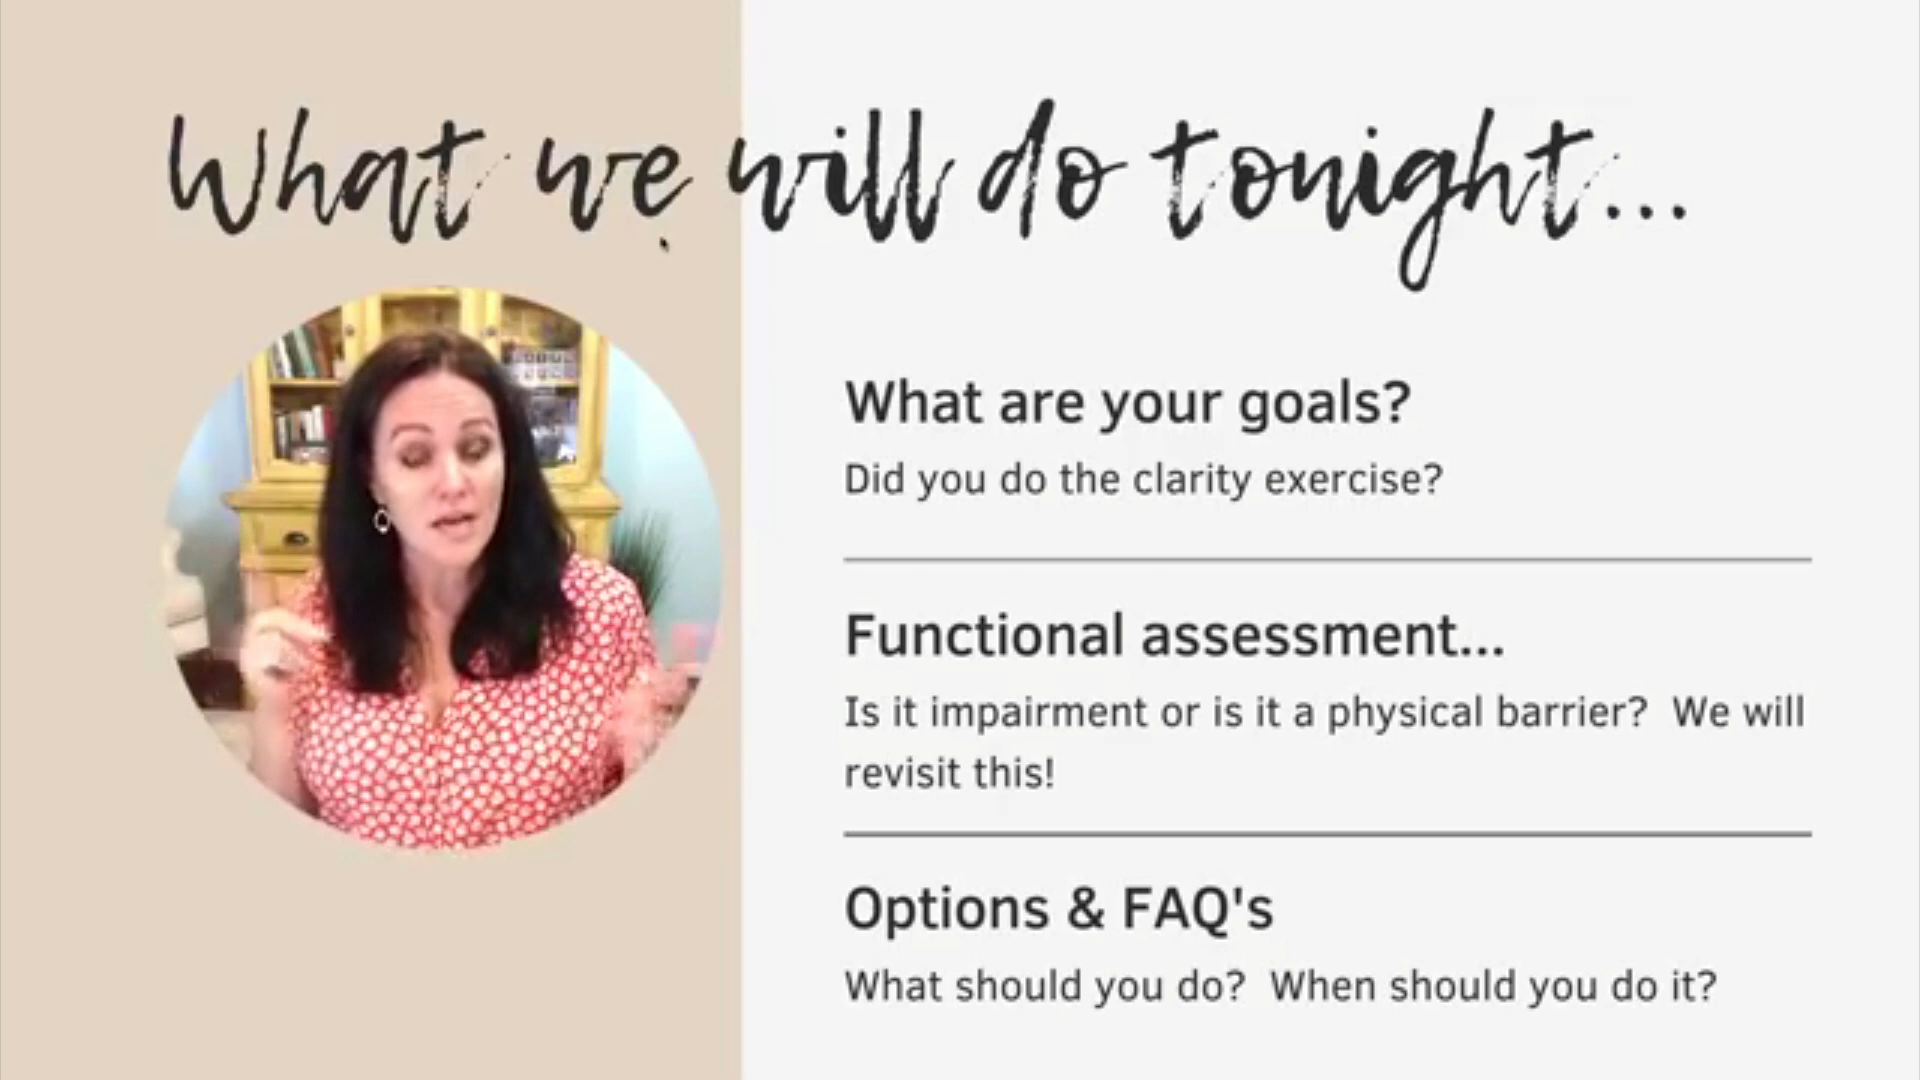 What we will do tonight...
What are your goals?
Did you do the clarity exercise?
Functional assessment...
Is it impairment or is it a physical barrier? We will
revisit this!
Options & FAQ's
What should you do? When should you do it?